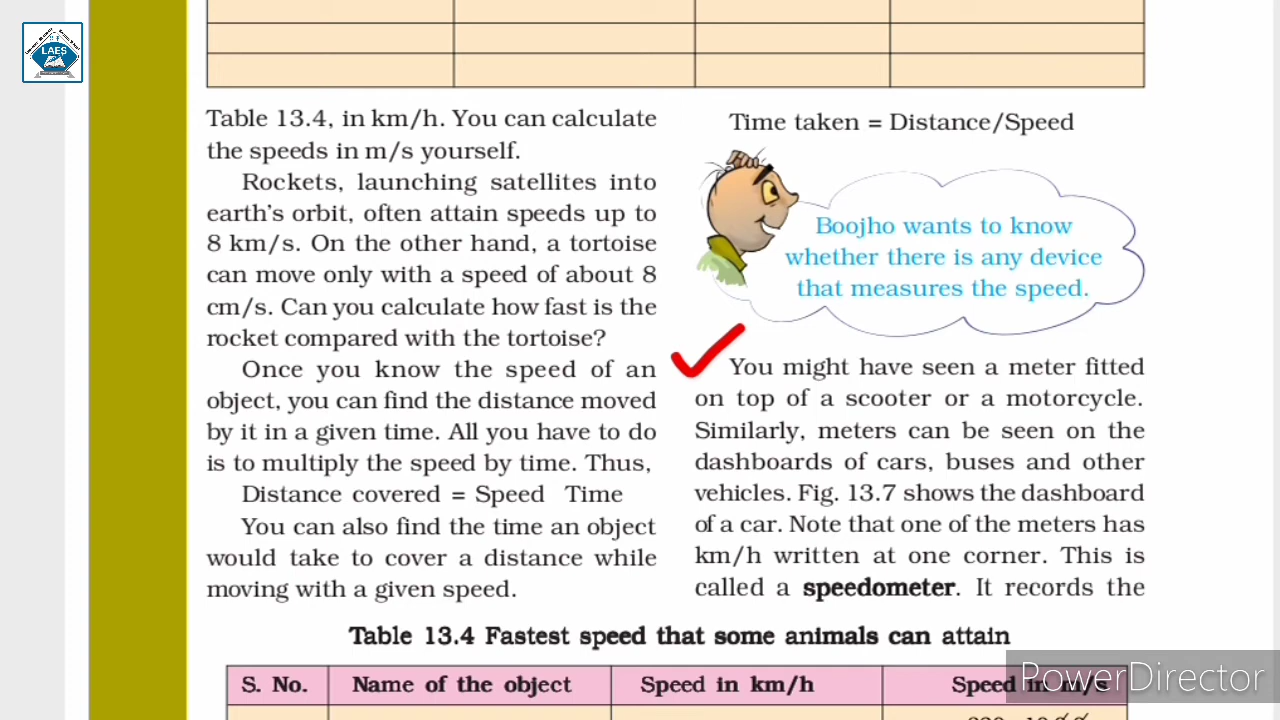 LAES
Table 13.4, in km/h. You can calculate
the speeds in m/s yourself.
Rockets, launching satellites into
earth's orbit, often attain speeds up to
8 km/s. On the other hand, a tortoise
can move only with a speed of about 8
cm/s. Can you calculate how fast is the
rocket compared with the tortoise?
Once you know the speed of an
object, you can find the distance moved
by it in a given time. All you have to do
is to multiply the speed by time. Thus,
Distance covered = Speed Time
You can also find the time an object
would take to cover a distance while
moving with a given speed.
Time taken = Distance/Speed
Boojho wants to know
whether there is any device
that measures the speed.
You might have seen a meter fitted
on top of a scooter or a motorcycle.
Similarly, meters can be seen on the
dashboards of cars, buses and other
vehicles. Fig. 13.7 shows the dashboard
of a car. Note that one of the meters has
km/h written at one corner. This is
called a speedometer. It records the
Table 13.4 Fastest speed that some animals can attain
S. No. Name of the object Speed in km/h Speed in m/s
PowerDirector